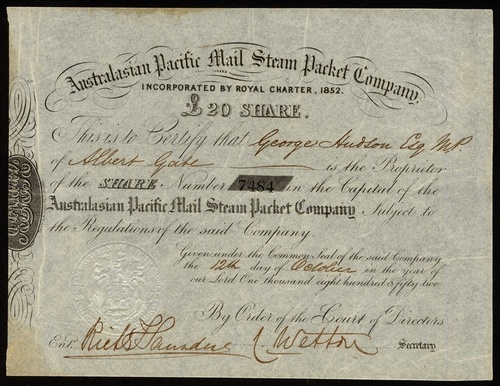 Australasian Pacific Mail Steam Packet Company
INCORPORATED BY ROYAL CHARTER, 1852.
£20 SHARE.
This is to Certify that George Hudson Esq MP.
of Albert Gate is the Proprietor
of the SHARE Number 7484 in the Capital of the
Australasian Pacific Mail Steam Packet Company, Subject to
the Regulations of the said Company.
Given under the Common Seal of the said Company
the 12th day of October in the year of
our Lord One thousand eight hundred & fifty two
By Order of the Court of Directors
Entd. Richd Saunders Wetton Secretary